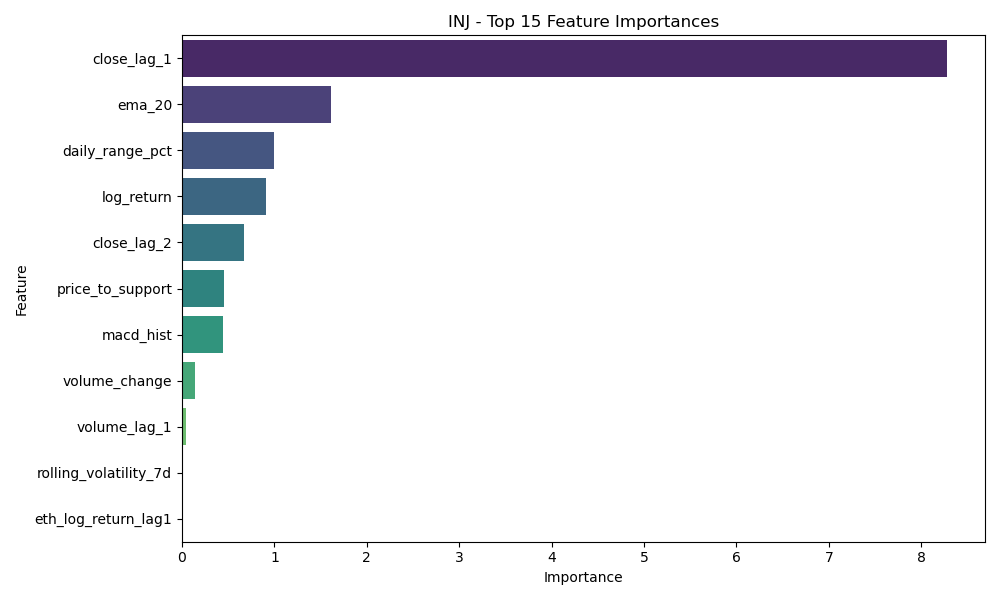 INJ - Top 15 Feature Importances
close_lag_1
ema_20
daily_range_pct
log_return
close_lag_2
price_to_support
macd_hist
volume_change
volume_lag_1
rolling_volatility_7d
eth_log_return_lag1
Feature
0 1 2 3 4 5 6 7 8
Importance